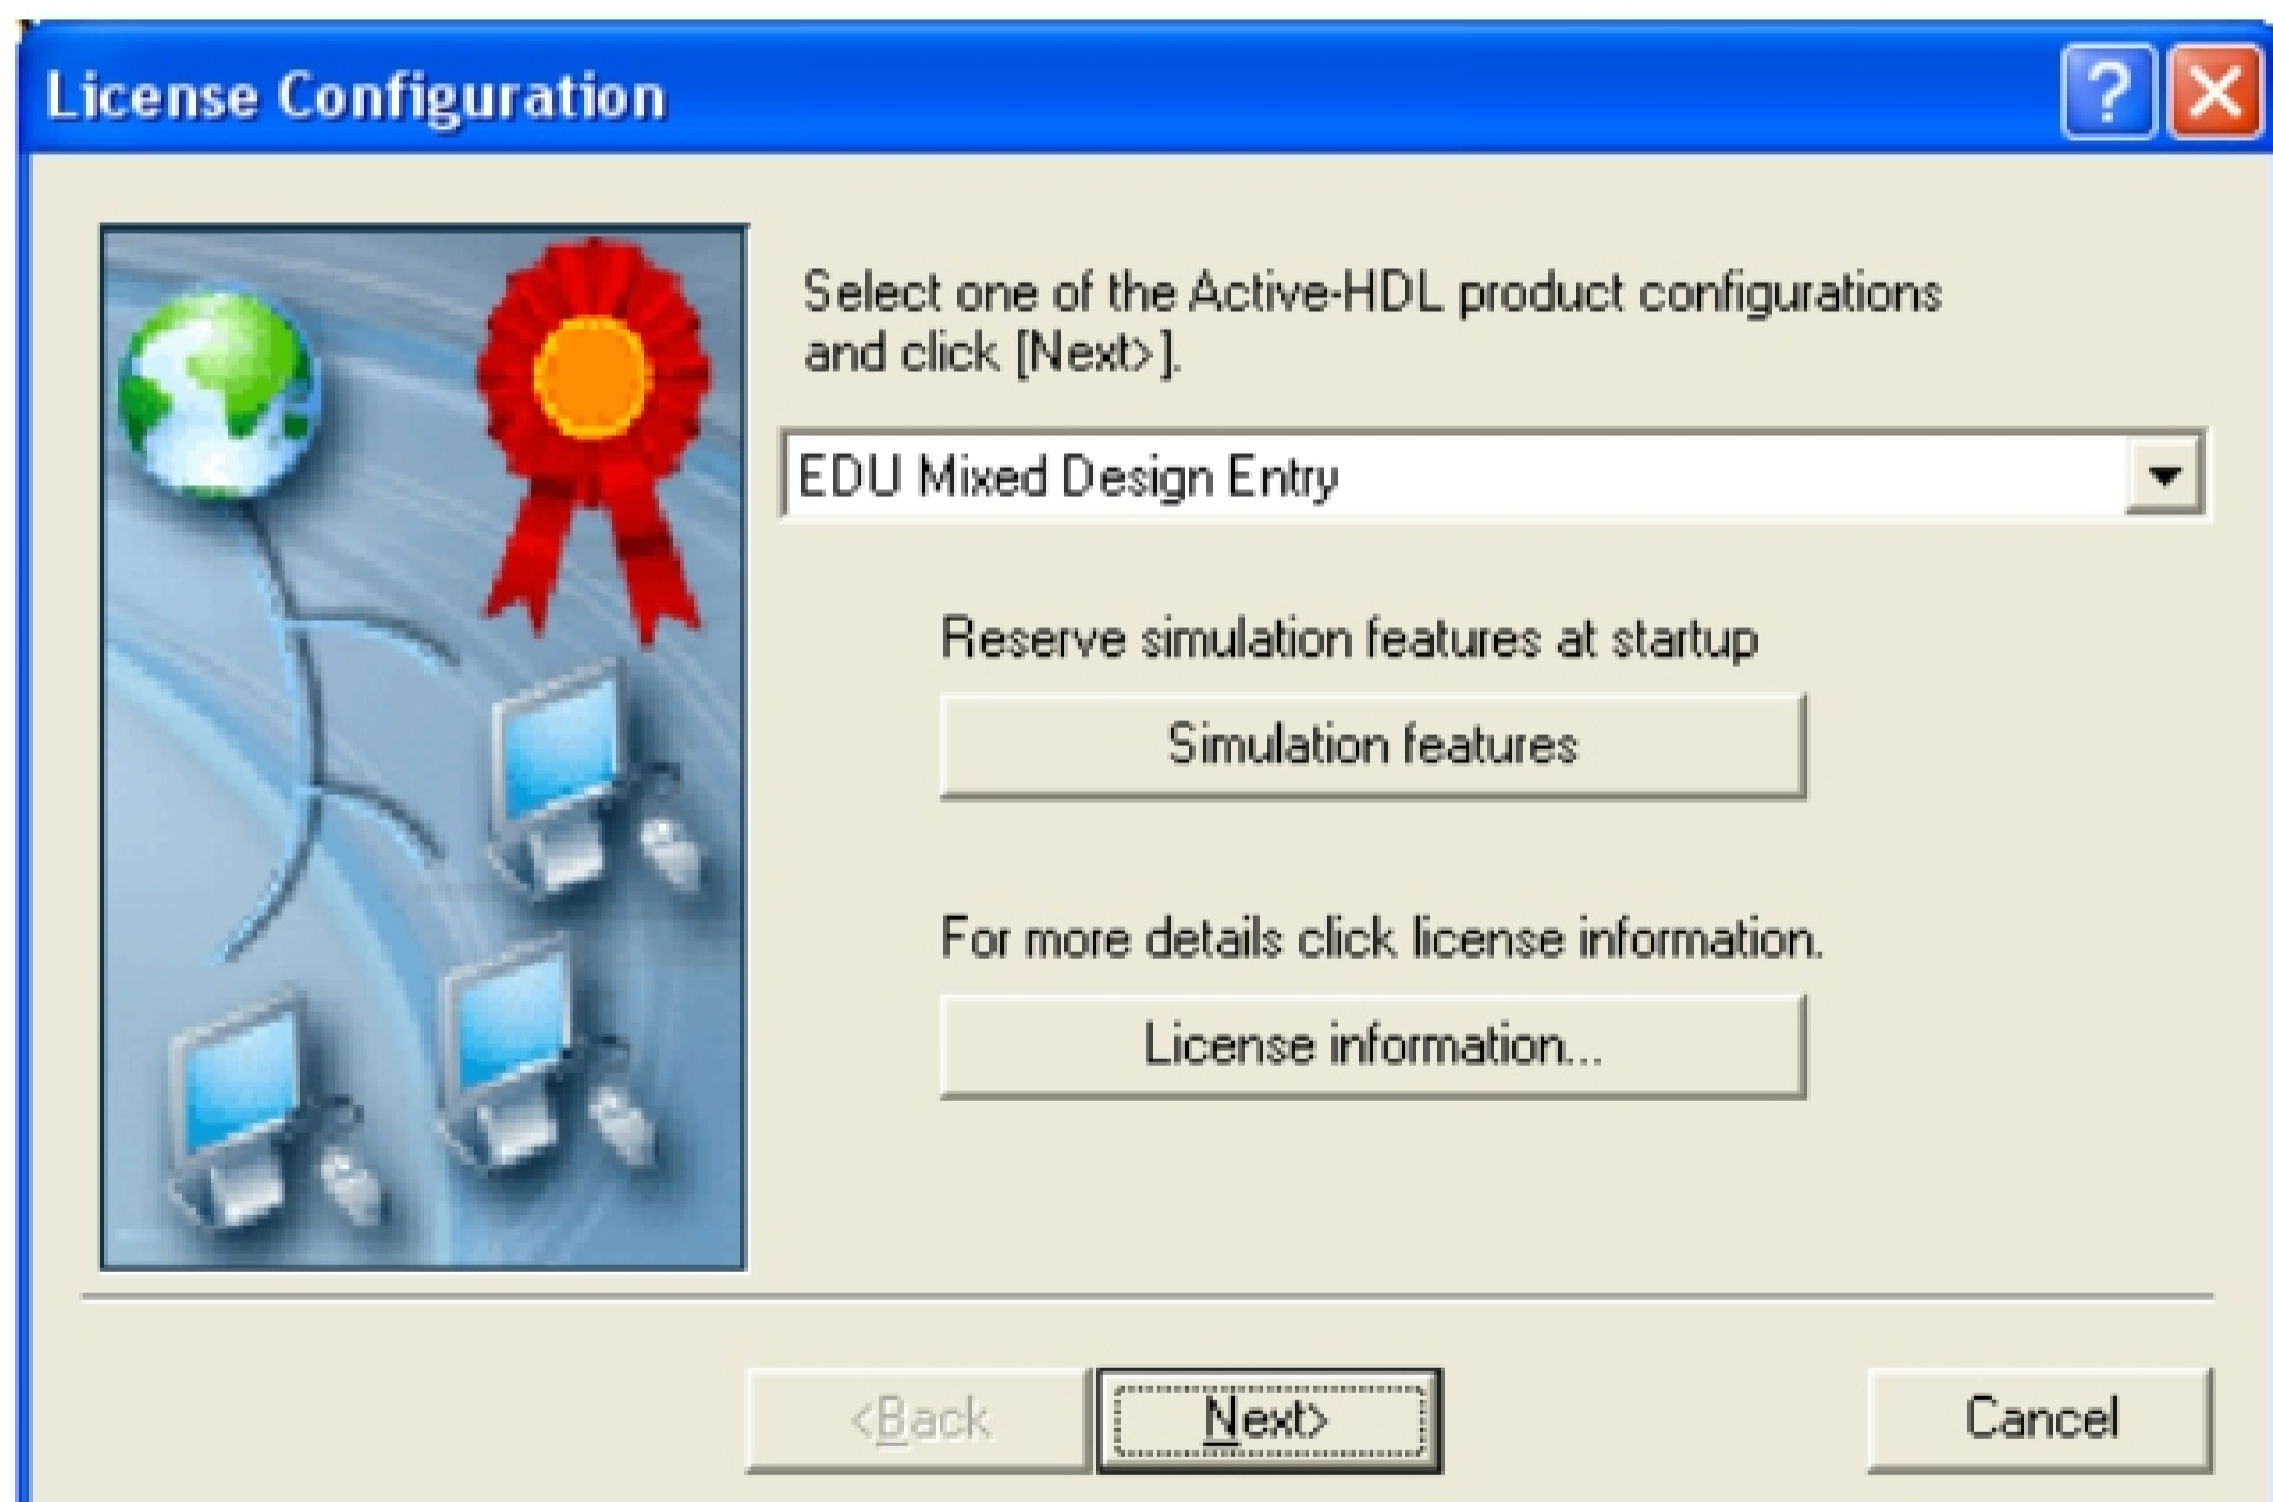 License Configuration
Select one of the Active-HDL product configurations
and click [Next>].
EDU Mixed Design Entry
Reserve simulation features at startup
Simulation features
For more details click license information.
License information...
<Back
Next>
Cancel